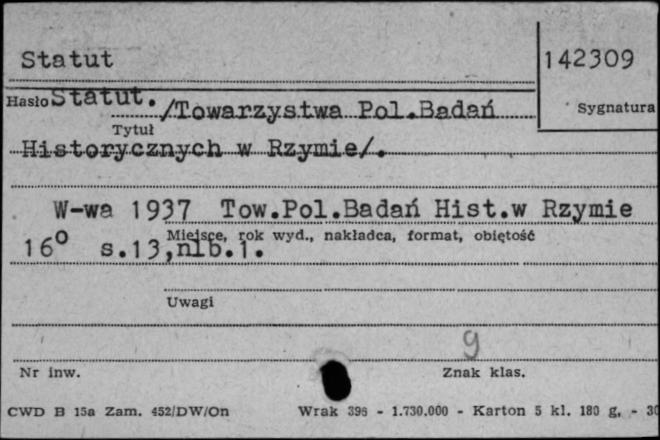 Statut
142309
Hasło Statut. Sygnatura
/Towarzystwa Pol.Badań
Tytuł
Historycznych w Rzymie/.
W-wa 1937 Tow.Pol.Badań Hist.w Rzymie
Miejsce, rok wyd., nakładca, format, objętość
16° s.13,nlb.1.
Uwagi
9
Nr inw. Znak klas.
CWD B 15a Zam. 452/DW/On Wrak 396 - 1.730.000 - Karton 5 kl. 180 g. - 30